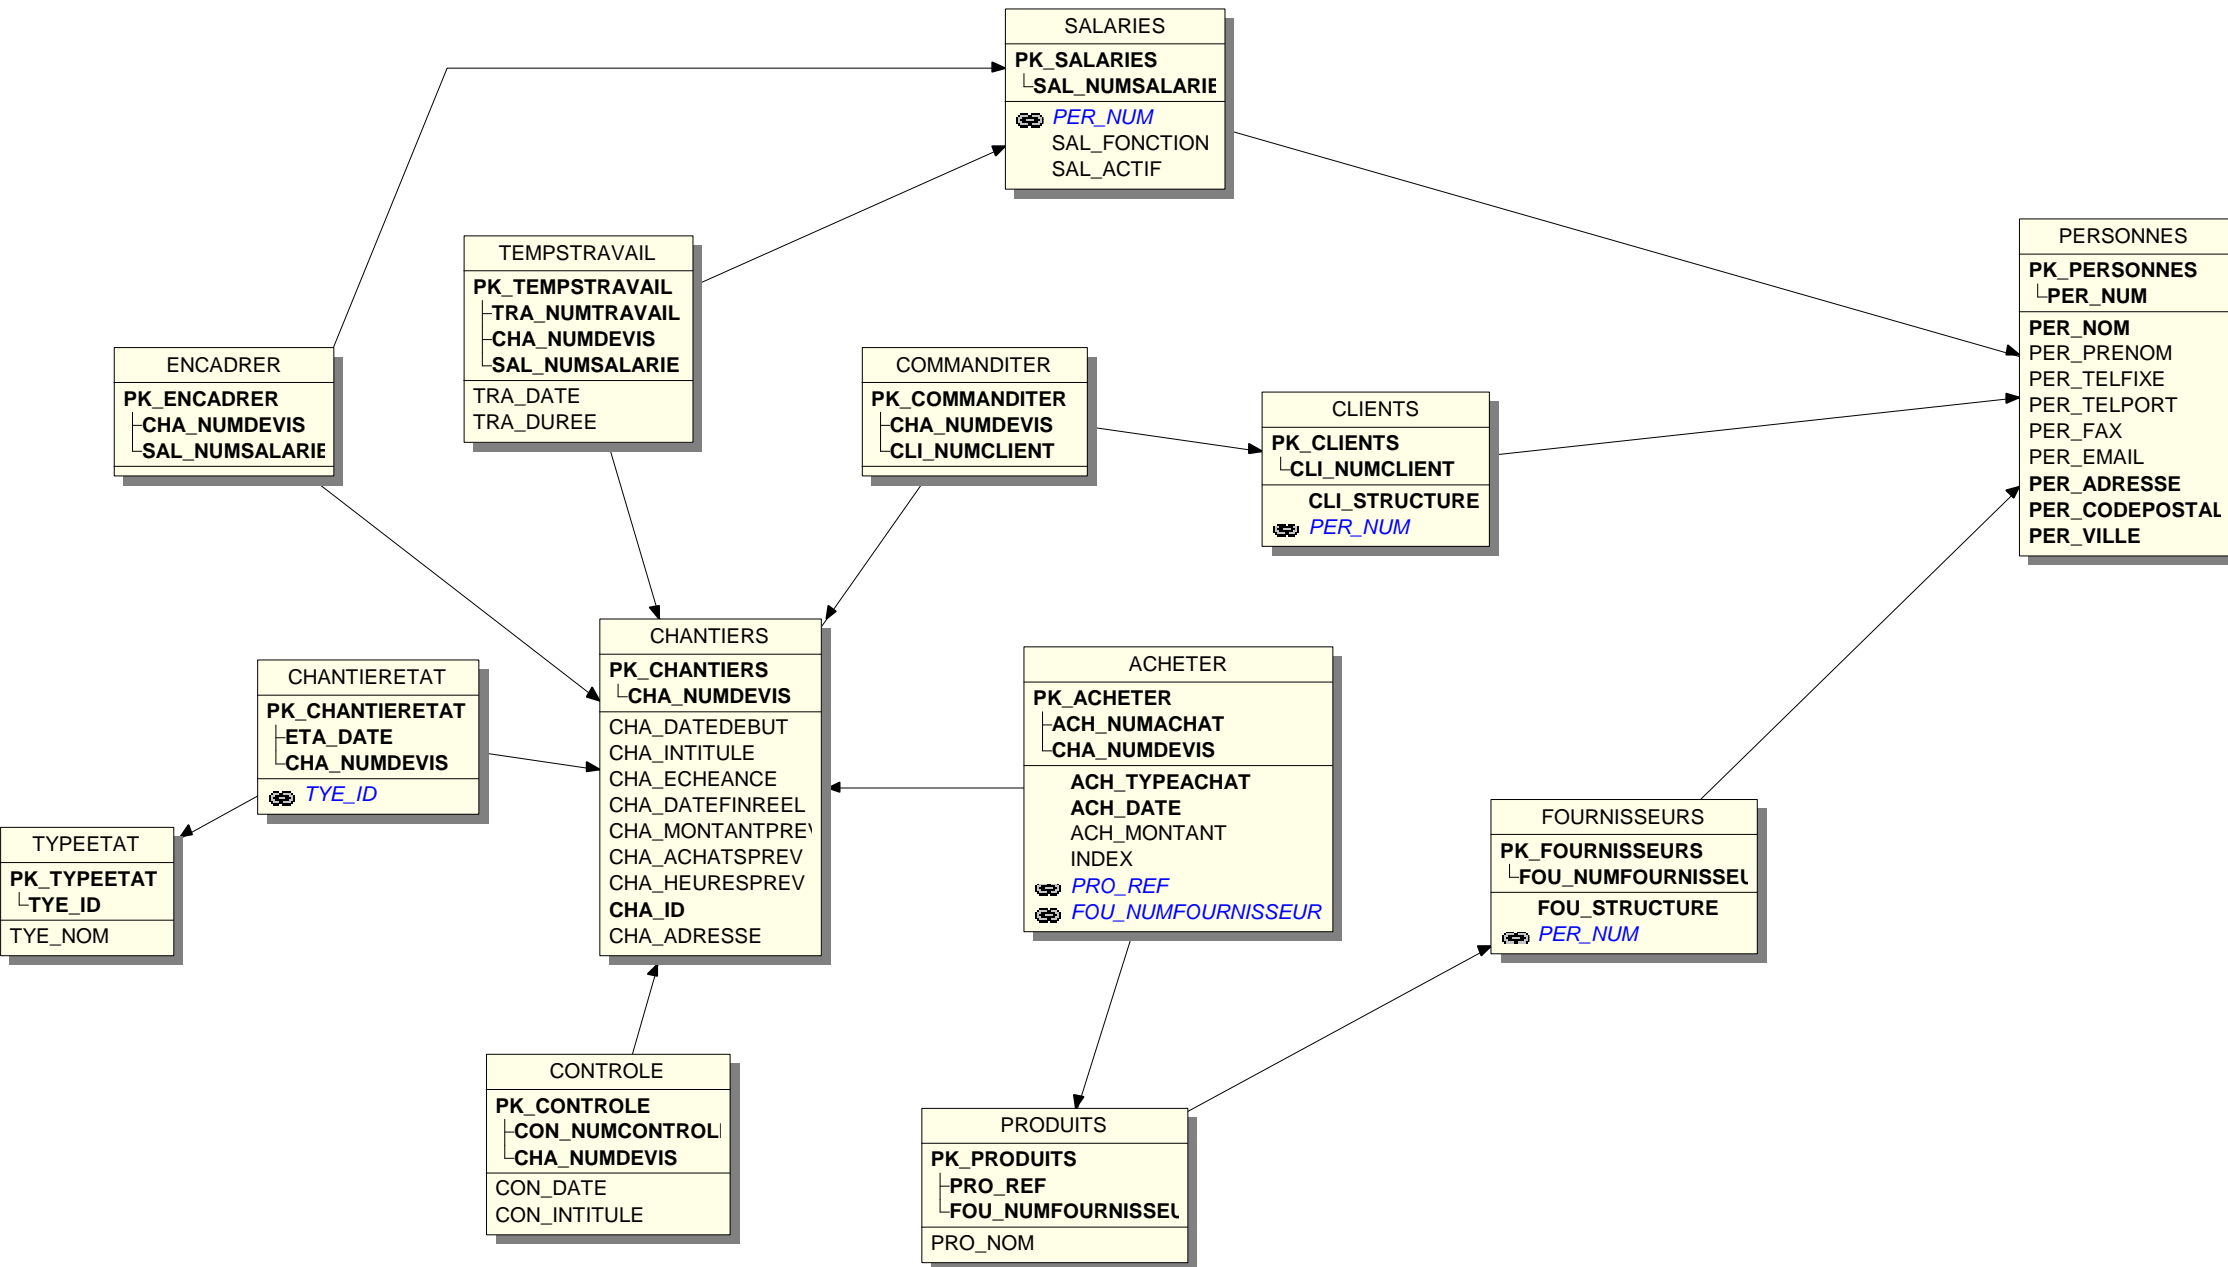 SALARIES
PK_SALARIES
SAL_NUMSALARIE
PER_NUM
SAL_FONCTION
SAL_ACTIF
PERSONNES
PK_PERSONNES
PER_NUM
PER_NOM
PER_PRENOM
PER_TELFIXE
PER_TELPORT
PER_FAX
PER_EMAIL
PER_ADRESSE
PER_CODEPOSTAL
PER_VILLE
TEMPSTRAVAIL
PK_TEMPSTRAVAIL
TRA_NUMTRAVAIL
CHA_NUMDEVIS
SAL_NUMSALARIE
TRA_DATE
TRA_DUREE
ENCADRER
PK_ENCADRER
CHA_NUMDEVIS
SAL_NUMSALARIE
COMMANDITER
PK_COMMANDITER
CHA_NUMDEVIS
CLI_NUMCLIENT
CLIENTS
PK_CLIENTS
CLI_NUMCLIENT
CLI_STRUCTURE
PER_NUM
CHANTIERS
PK_CHANTIERS
CHA_NUMDEVIS
CHA_DATEDEBUT
CHA_INTITULE
CHA_ECHEANCE
CHA_DATEFINREEL
CHA_MONTANTPREV
CHA_ACHATSPREV
CHA_HEURESPREV
CHA_ID
CHA_ADRESSE
CHANTIERETAT
PK_CHANTIERETAT
ETA_DATE
CHA_NUMDEVIS
TYE_ID
ACHETER
PK_ACHETER
ACH_NUMACHAT
CHA_NUMDEVIS
ACH_TYPEACHAT
ACH_DATE
ACH_MONTANT
INDEX
PRO_REF
FOU_NUMFOURNISSEUR
TYPEETAT
PK_TYPEETAT
TYE_ID
TYE_NOM
FOURNISSEURS
PK_FOURNISSEURS
FOU_NUMFOURNISSEU
FOU_STRUCTURE
PER_NUM
CONTROLE
PK_CONTROLE
CON_NUMCONTROL
CHA_NUMDEVIS
CON_DATE
CON_INTITULE
PRODUITS
PK_PRODUITS
PRO_REF
FOU_NUMFOURNISSEU
PRO_NOM